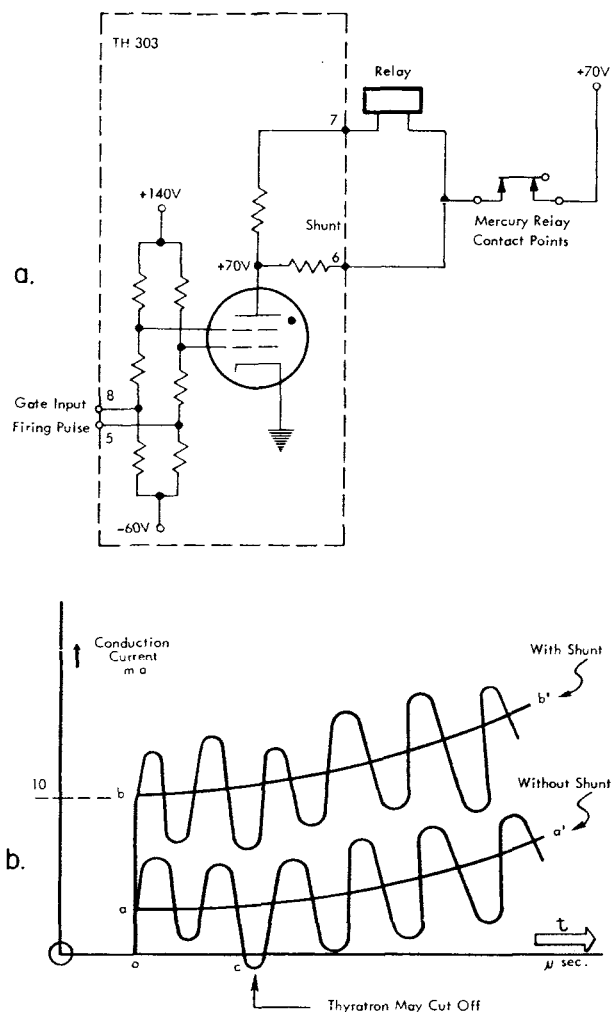 TH 303
Relay
+70V
7
+140V
Shunt
Mercury Relay
Contact Points
+70V
6
a.
8
Gate Input
Firing Pulse
5
-60V
Conduction
Current
m a
With Shunt
b'
10
b
Without Shunt
a'
b.
a
t
o
c
μ sec.
Thyratron May Cut Off